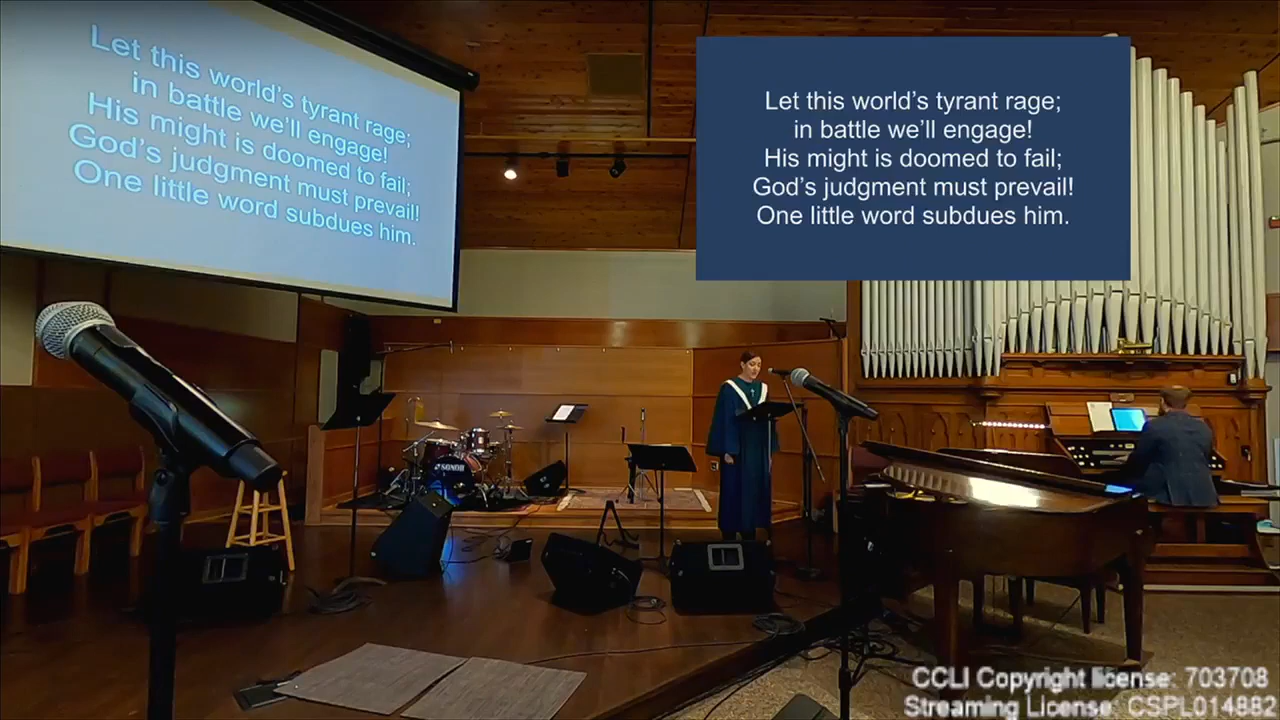 Let this world's tyrant rage;
in battle we'll engage!
His might is doomed to fail;
God's judgment must prevail!
One little word subdues him.
Let this world's tyrant rage;
in battle we'll engage!
His might is doomed to fail;
God's judgment must prevail!
One little word subdues him.
SONOR
CCLI Copyright license: 703708
Streaming License: CSPL014882